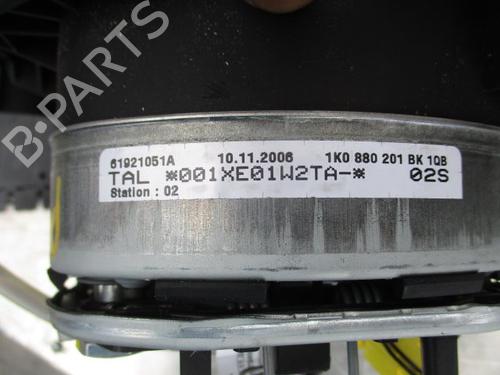 B-PARTS
61921051A 10.11.2006 1K0 880 201 BK 1QB
TAL *001XE01W2TA-* 02S
Station : 02